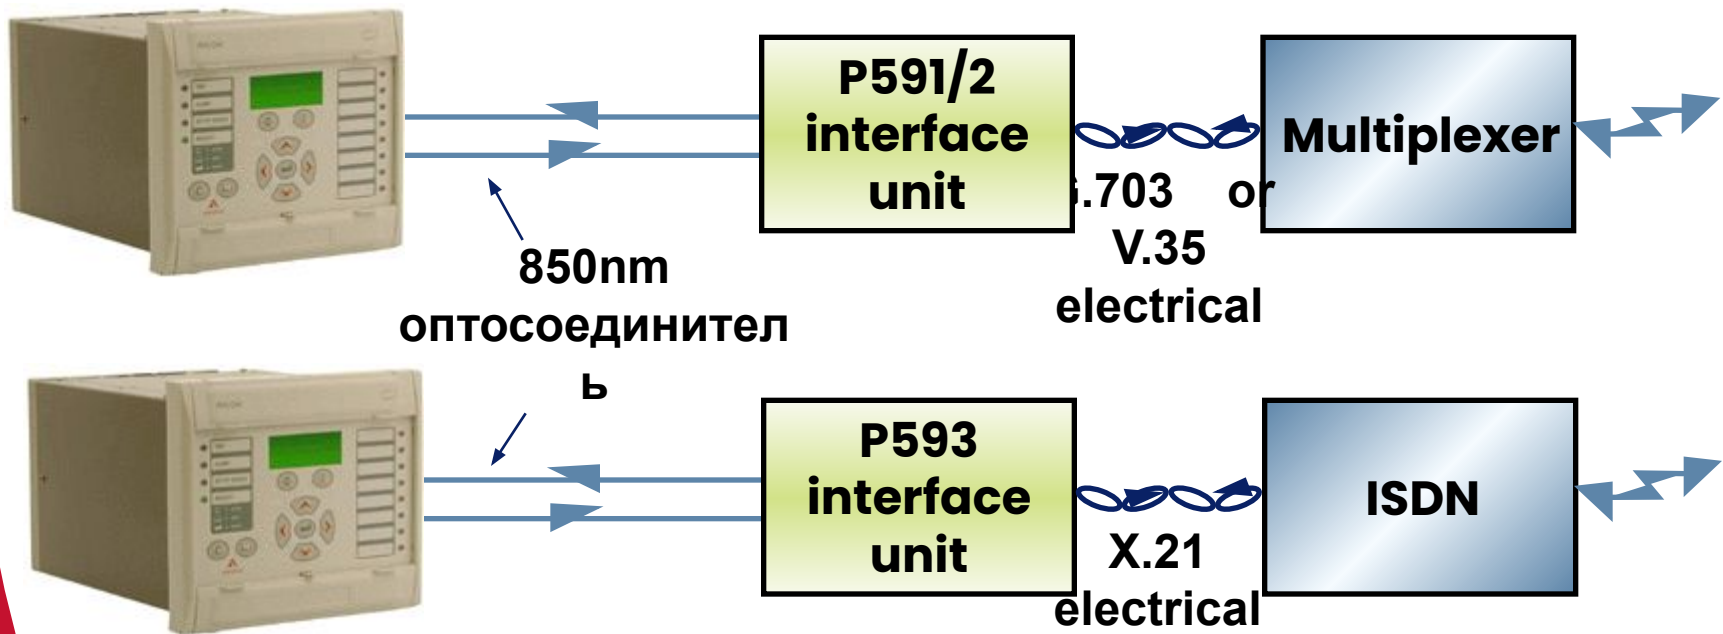 P591/2
interface
unit
Multiplexer
.703 or
V.35
electrical
850nm
оптосоединител
ь
P593
interface
unit
ISDN
X.21
electrical